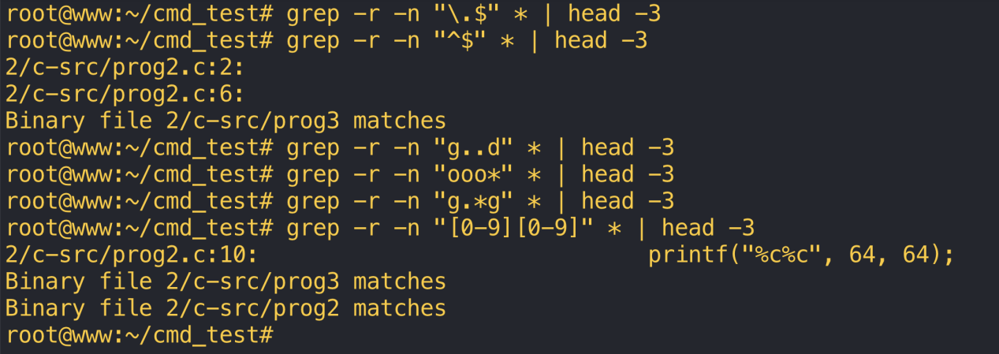 root@www:~/cmd_test# grep -r -n "\.$" * | head -3
root@www:~/cmd_test# grep -r -n "^$" * | head -3
2/c-src/prog2.c:2:
2/c-src/prog2.c:6:
Binary file 2/c-src/prog3 matches
root@www:~/cmd_test# grep -r -n "g..d" * | head -3
root@www:~/cmd_test# grep -r -n "ooo*" * | head -3
root@www:~/cmd_test# grep -r -n "g.*g" * | head -3
root@www:~/cmd_test# grep -r -n "[0-9][0-9]" * | head -3
2/c-src/prog2.c:10:                             printf("%c%c", 64, 64);
Binary file 2/c-src/prog3 matches
Binary file 2/c-src/prog2 matches
root@www:~/cmd_test#